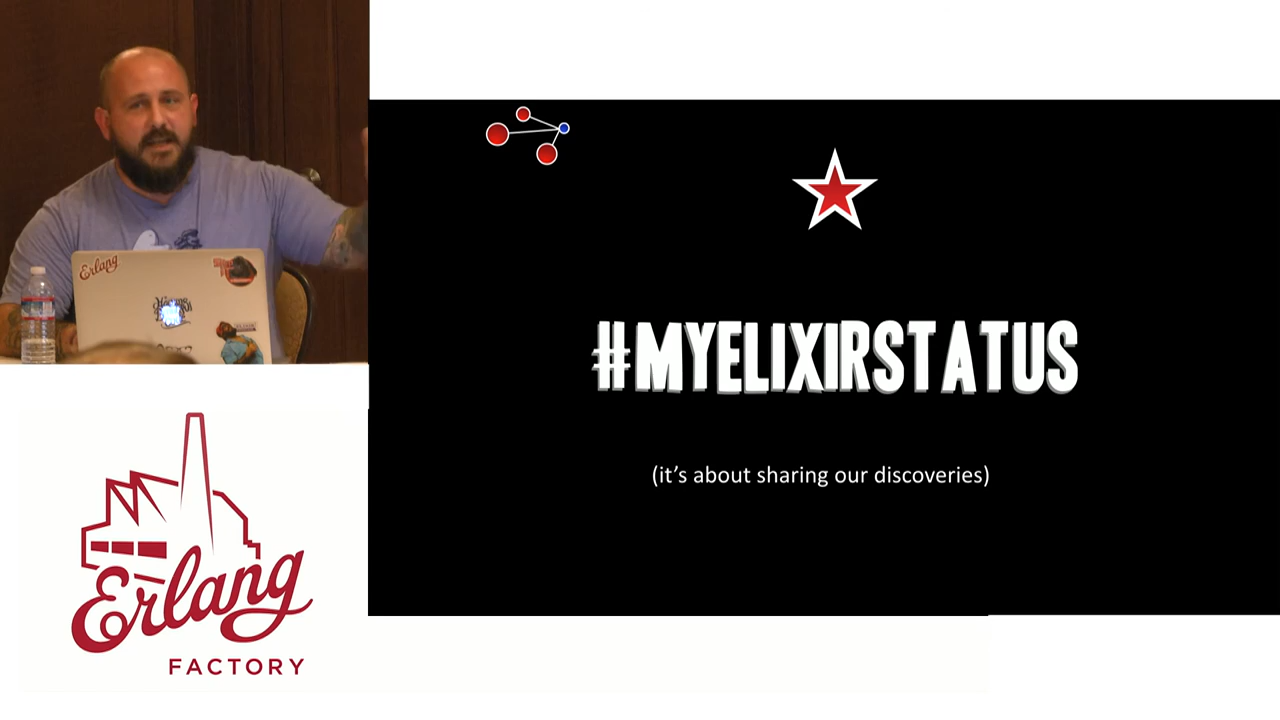 #MYELIXIRSTATUS
(it's about sharing our discoveries)
Erlang
Erlang
FACTORY